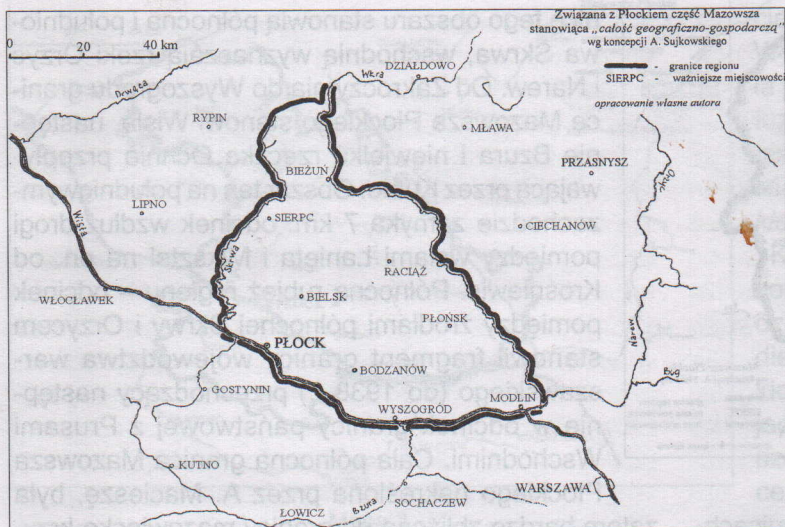 Związana z Płockiem część Mazowsza
stanowiąca „całość geograficzno-gospodarczą”
wg koncepcji A. Sujkowskiego
granice regionu
SIERPC - ważniejsze miejscowości
opracowanie własne autora
0 20 40 km
DZIAŁDOWO
Wkra
Drwęca
RYPIN
MŁAWA
PRZASNYSZ
BIEŻUŃ
Orzyc
LIPNO
SIERPC
CIECHANÓW
Wisła
Skrwa
RACIĄŻ
WŁOCŁAWEK
BIELSK
PŁOŃSK
Narew
PŁOCK
BODZANÓW
Bug
GOSTYNIN
MODLIN
WYSZOGRÓD
KUTNO
WARSZAWA
Bzura
SOCHACZEW
ŁOWICZ